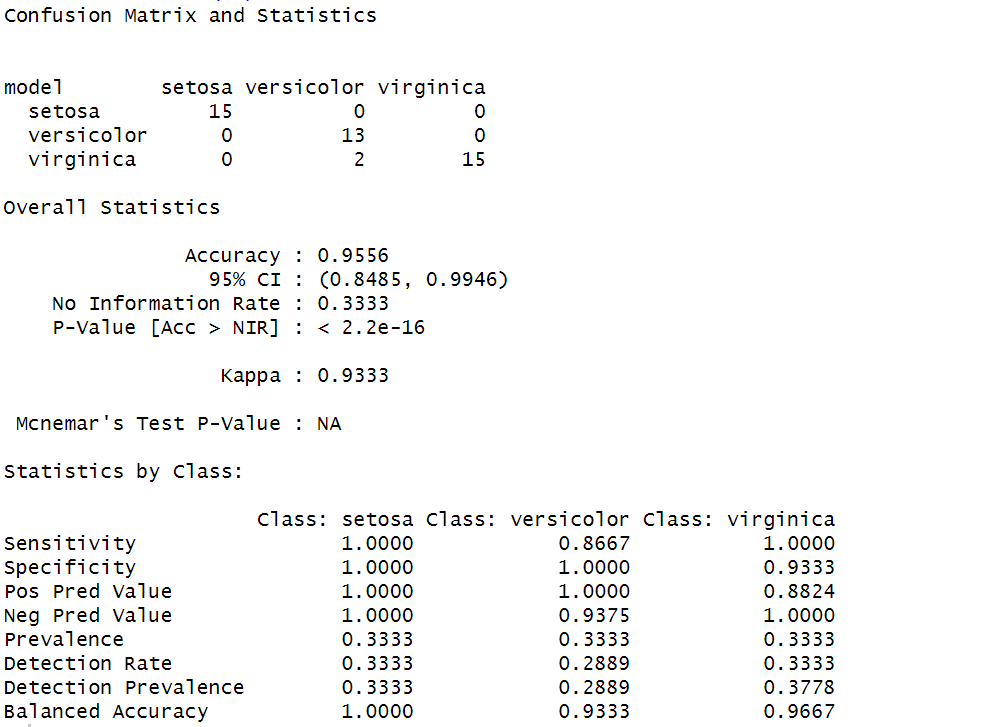 Confusion Matrix and Statistics
model setosa versicolor virginica
setosa 15 0 0
versicolor 0 13 0
virginica 0 2 15
Overall Statistics
Accuracy : 0.9556
95% CI : (0.8485, 0.9946)
No Information Rate : 0.3333
P-Value [Acc > NIR] : < 2.2e-16
Kappa : 0.9333
Mcnemar's Test P-Value : NA
Statistics by Class:
Class: setosa Class: versicolor Class: virginica
Sensitivity 1.0000 0.8667 1.0000
Specificity 1.0000 1.0000 0.9333
Pos Pred Value 1.0000 1.0000 0.8824
Neg Pred Value 1.0000 0.9375 1.0000
Prevalence 0.3333 0.3333 0.3333
Detection Rate 0.3333 0.2889 0.3333
Detection Prevalence 0.3333 0.2889 0.3778
Balanced Accuracy 1.0000 0.9333 0.9667